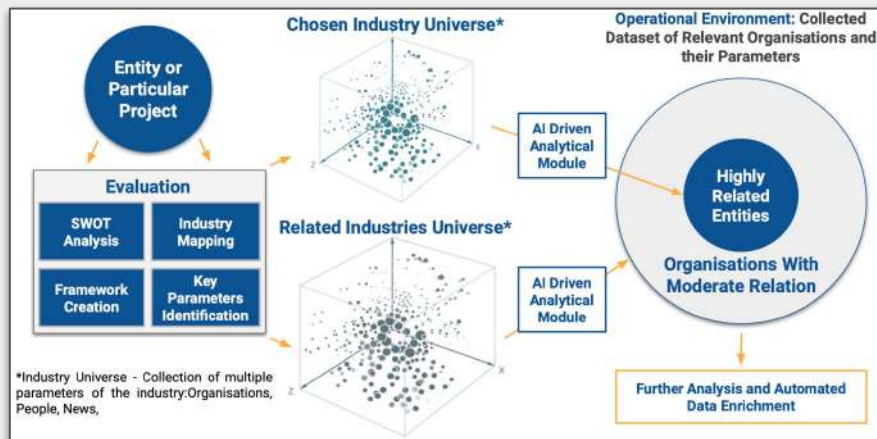 Entity or
Particular
Project
Evaluation
SWOT
Analysis
Industry
Mapping
Framework
Creation
Key
Parameters
Identification
*Industry Universe - Collection of multiple
parameters of the industry:Organisations,
People, News,
Chosen Industry Universe*
Z
X
Related Industries Universe*
Z
X
AI Driven
Analytical
Module
AI Driven
Analytical
Module
Operational Environment: Collected
Dataset of Relevant Organisations and
their Parameters
Highly
Related
Entities
Organisations With
Moderate Relation
Further Analysis and Automated
Data Enrichment